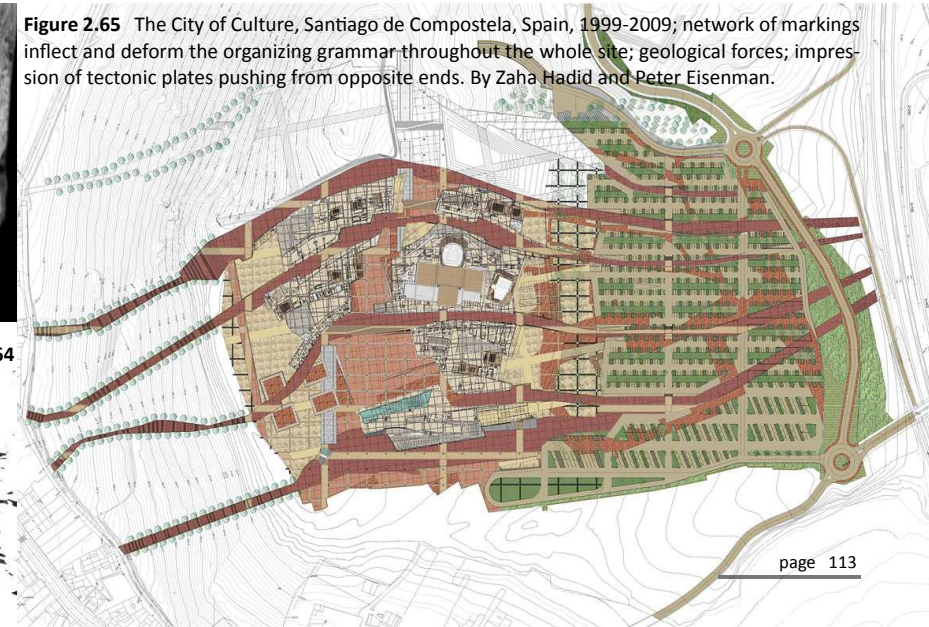 Figure 2.65 The City of Culture, Santiago de Compostela, Spain, 1999-2009; network of markings
inflect and deform the organizing grammar throughout the whole site; geological forces; impres-
sion of tectonic plates pushing from opposite ends. By Zaha Hadid and Peter Eisenman.
64
page 113